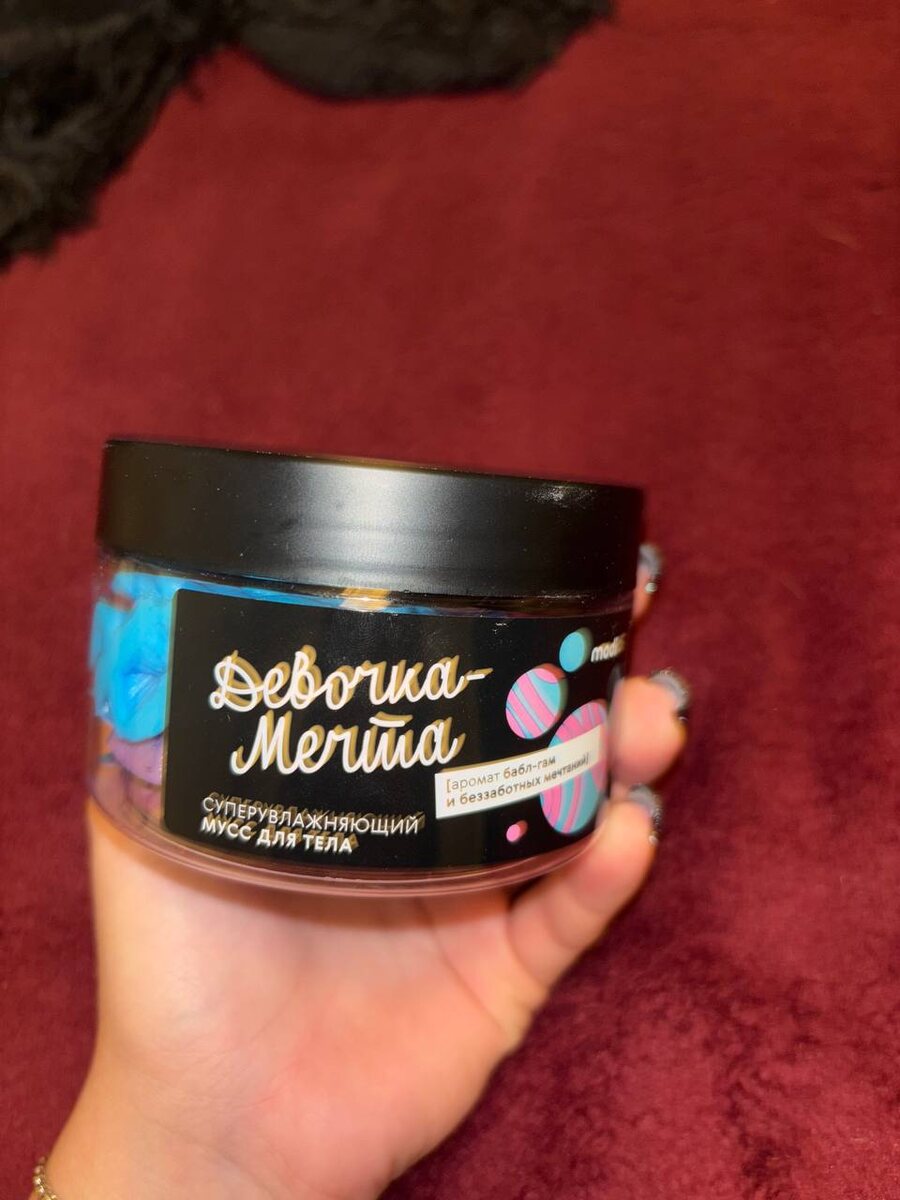 Девочка-
Мечта
[аромат бабл-гам
и беззаботных мечтаний]
СУПЕРУВЛАЖНЯЮЩИЙ
МУСС ДЛЯ ТЕЛА